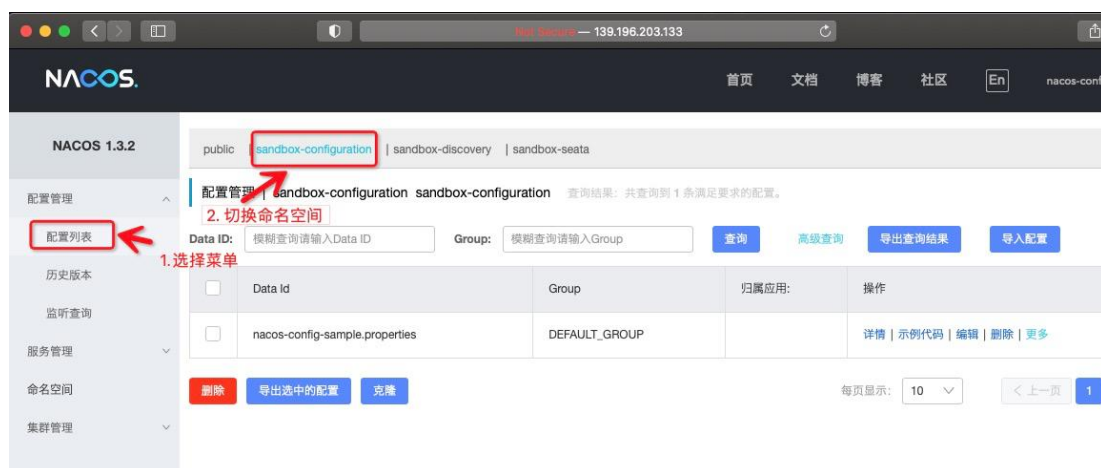 Not Secure — 139.196.203.133
NACOS.
首页 文档 博客 社区 En nacos-conf
NACOS 1.3.2
public | sandbox-configuration | sandbox-discovery | sandbox-seata
配置管理
配置管理 | sandbox-configuration sandbox-configuration 查询结果：共查询到 1 条满足要求的配置。
2. 切换命名空间
配置列表
Data ID: 模糊查询请输入Data ID Group: 模糊查询请输入Group 查询 高级查询 导出查询结果 导入配置
1.选择菜单
历史版本
Data Id Group 归属应用: 操作
监听查询
nacos-config-sample.properties DEFAULT_GROUP 详情 | 示例代码 | 编辑 | 删除 | 更多
服务管理
命名空间
删除 导出选中的配置 克隆 每页显示: 10 < 上一页 1
集群管理